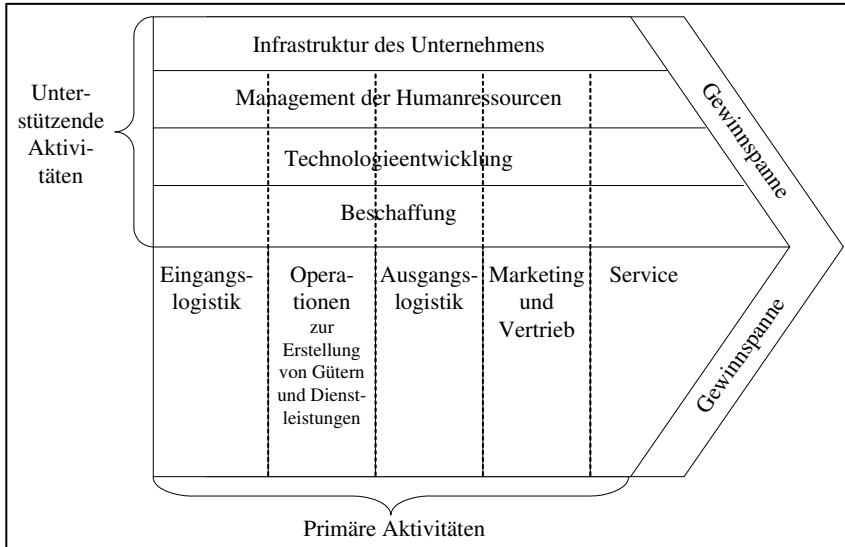 Infrastruktur des Unternehmens
Unter-
stützende
Aktivi-
täten
Management der Humanressourcen
Technologieentwicklung
Beschaffung
Gewinnspanne
Eingangs-
logistik
Opera-
tionen
zur
Erstellung
von Gütern
und Dienst-
leistungen
Ausgangs-
logistik
Marketing
und
Vertrieb
Service
Gewinnspanne
Primäre Aktivitäten